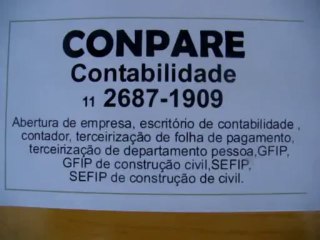 CONPARE
Contabilidade
11 2687-1909
Abertura de empresa, escritório de contabilidade ,
contador, terceirização de folha de pagamento,
terceirização de departamento pessoa,GFIP,
GFIP de construção civil,SEFIP,
SEFIP de construção de civil.